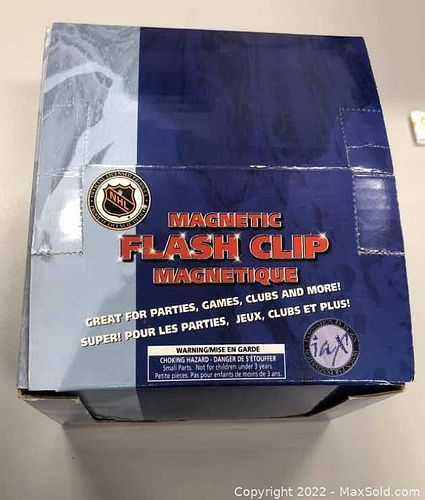 NHL
MAGNETIC
FLASH CLIP
MAGNETIQUE
GREAT FOR PARTIES, GAMES, CLUBS AND MORE!
SUPER! POUR LES PARTIES, JEUX, CLUBS ET PLUS!
WARNING/MISE EN GARDE
CHOKING HAZARD - DANGER DE S'ETOUFFER
Small Parts. Not for children under 3 years.
Petite pièces. Pas pour enfants de moins de 3 ans.
jax!
Copyright 2022 - MaxSold.com